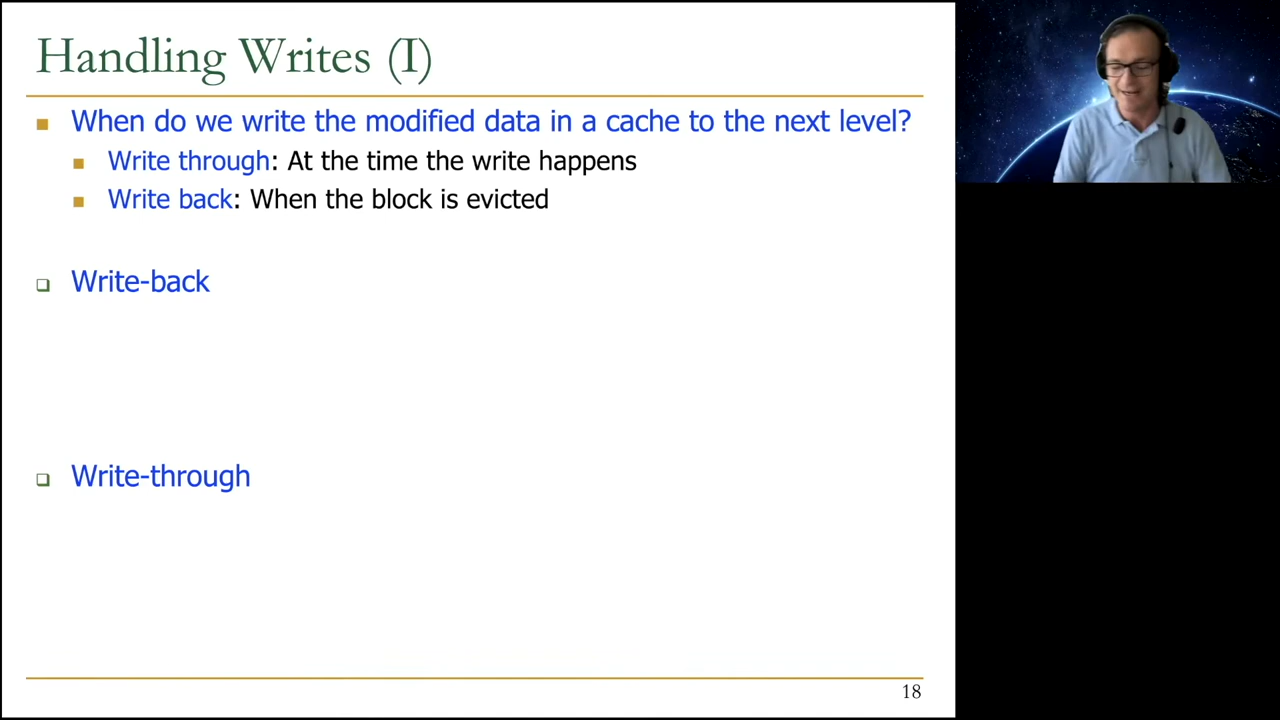 Handling Writes (I)
When do we write the modified data in a cache to the next level?
Write through: At the time the write happens
Write back: When the block is evicted
Write-back
Write-through
18